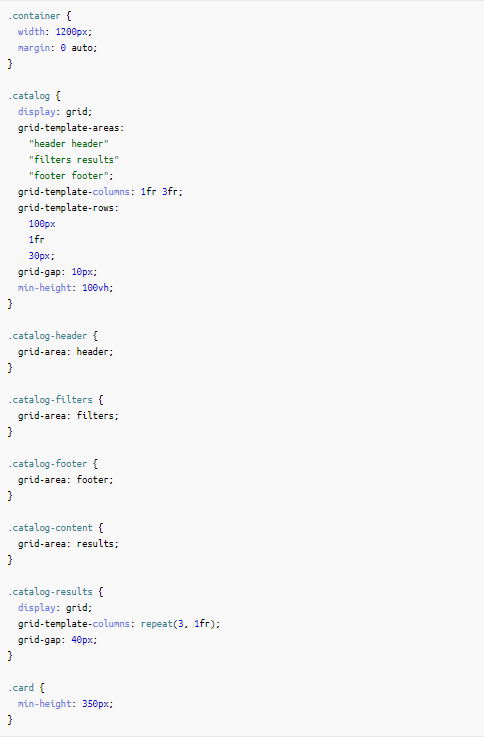 .container {
  width: 1200px;
  margin: 0 auto;
}

.catalog {
  display: grid;
  grid-template-areas:
    "header header"
    "filters results"
    "footer footer";
  grid-template-columns: 1fr 3fr;
  grid-template-rows:
    100px
    1fr
    30px;
  grid-gap: 10px;
  min-height: 100vh;
}

.catalog-header {
  grid-area: header;
}

.catalog-filters {
  grid-area: filters;
}

.catalog-footer {
  grid-area: footer;
}

.catalog-content {
  grid-area: results;
}

.catalog-results {
  display: grid;
  grid-template-columns: repeat(3, 1fr);
  grid-gap: 40px;
}

.card {
  min-height: 350px;
}